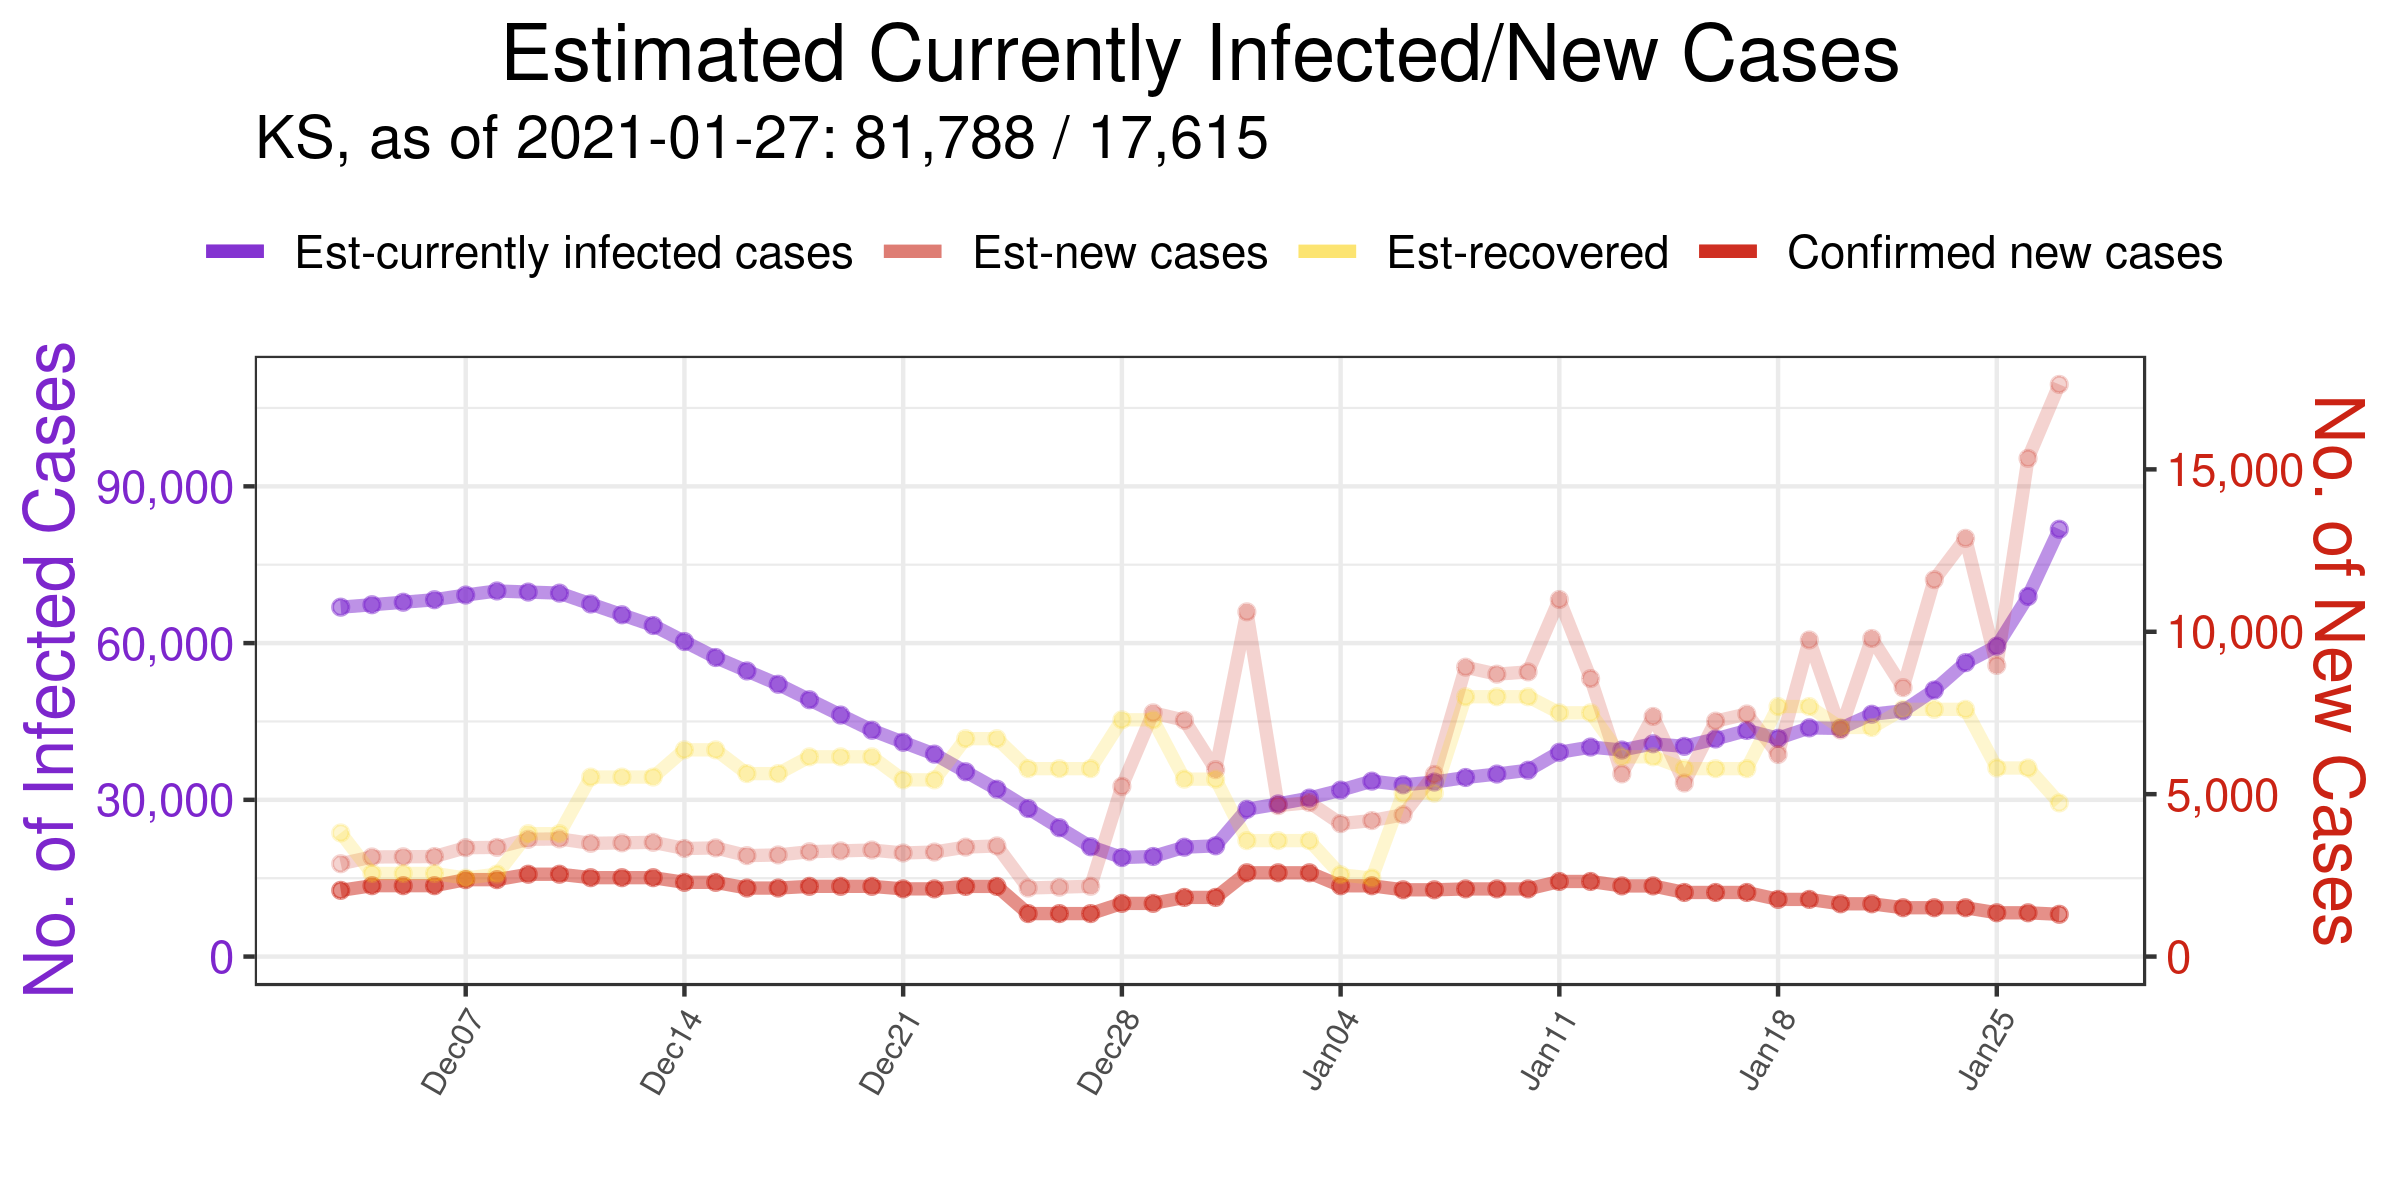 Estimated Currently Infected/New Cases
KS, as of 2021-01-27: 81,788 / 17,615
Est-currently infected cases Est-new cases Est-recovered Confirmed new cases
No. of Infected Cases
90,000
60,000
30,000
0
15,000
10,000
5,000
0
No. of New Cases
Dec07 Dec14 Dec21 Dec28 Jan04 Jan11 Jan18 Jan25